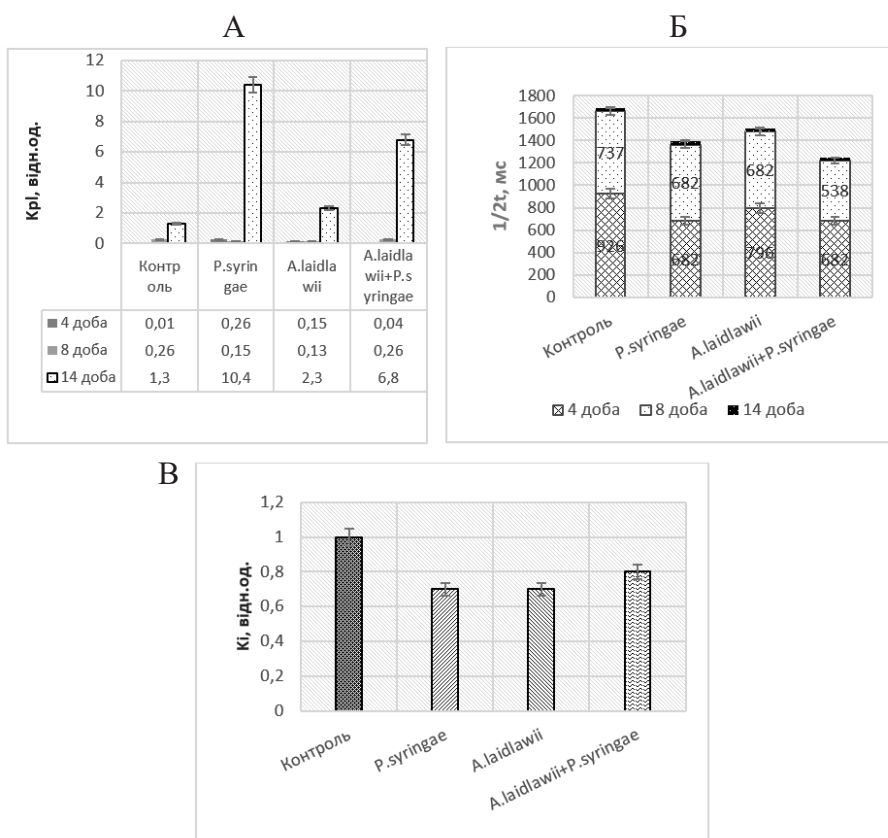 А
Kpl, відн.од.
12
10
8
6
4
2
0
Контр
оль
P.syrin
gae
A.laidla
wii
A.laidla
wii+P.s
yringae
4 доба 0,01 0,26 0,15 0,04
8 доба 0,26 0,15 0,13 0,26
14 доба 1,3 10,4 2,3 6,8
Б
1/2t, мс
1800
1600
1400
1200
1000
800
600
400
200
0
737
682
682
538
926
682
796
682
Контроль
P.syringae
A.laidlawii
A.laidlawii+P.syringae
4 доба 8 доба 14 доба
В
Кі, відн.од.
1,2
1
0,8
0,6
0,4
0,2
0
Контроль
P.syringae
A.laidlawii
A.laidlawii+P.syringae